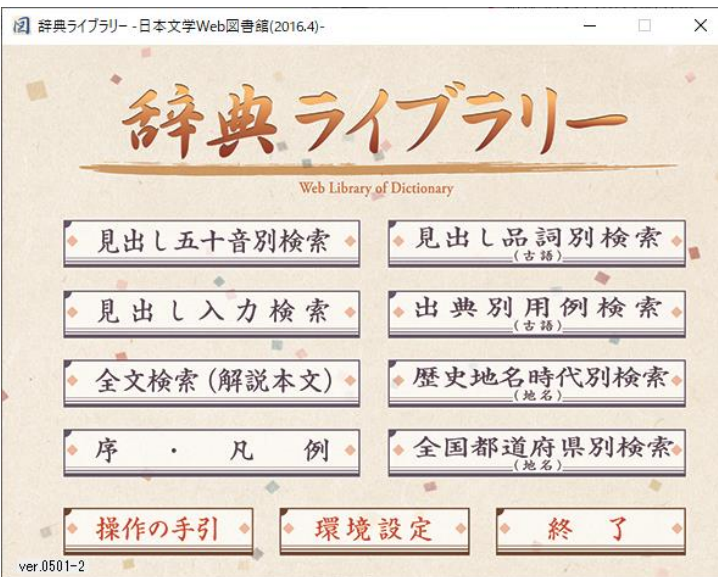 辞典ライブラリー -日本文学Web図書館(2016.4)-
辞典ライブラリー
Web Library of Dictionary
見出し五十音別検索
見出し品詞別検索
(古語)
見出し入力検索
出典別用例検索
(古語)
全文検索(解説本文)
歴史地名時代別検索
(地名)
序・凡例
全国都道府県別検索
(地名)
操作の手引
環境設定
終了
ver.0501-2